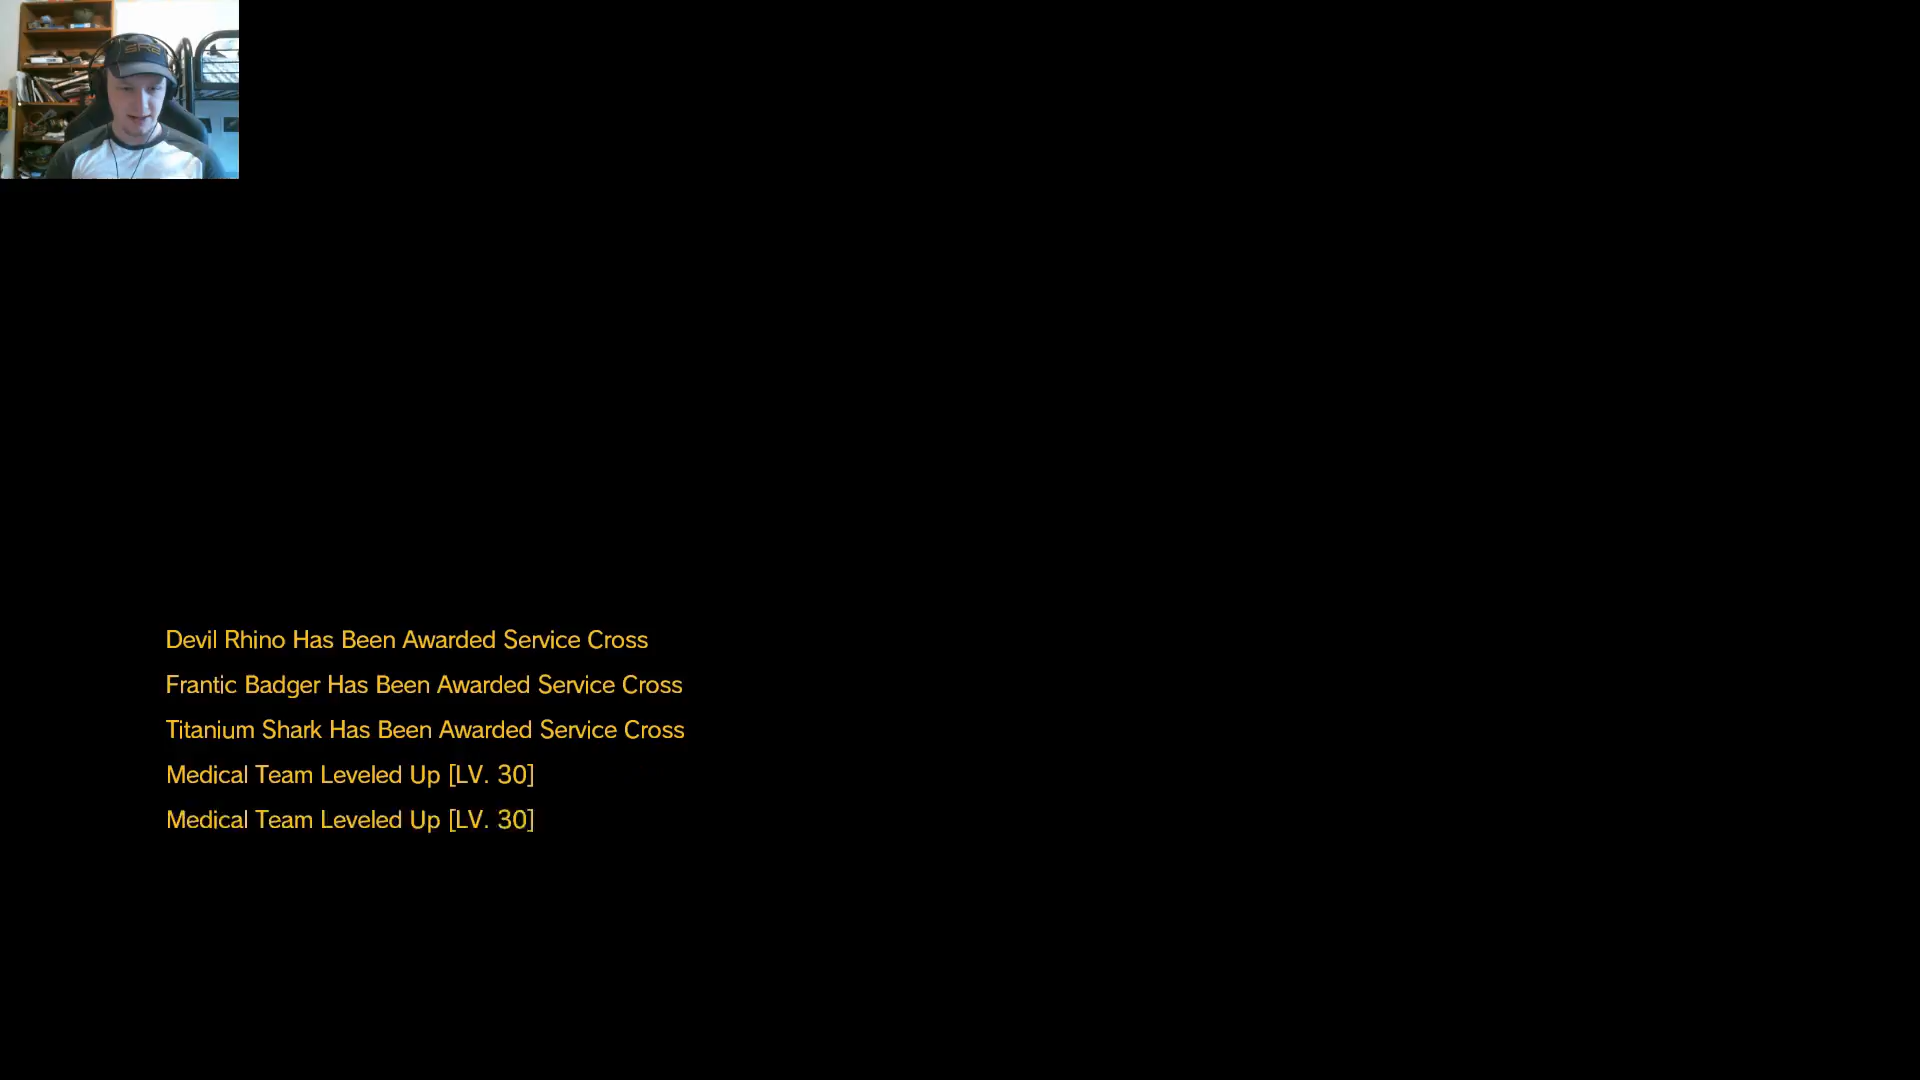 Devil Rhino Has Been Awarded Service Cross
Frantic Badger Has Been Awarded Service Cross
Titanium Shark Has Been Awarded Service Cross
Medical Team Leveled Up [LV. 30]
Medical Team Leveled Up [LV. 30]